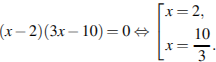 (x − 2)(3x − 10) = 0 ⇔ [ x = 2,
x = 10/3.